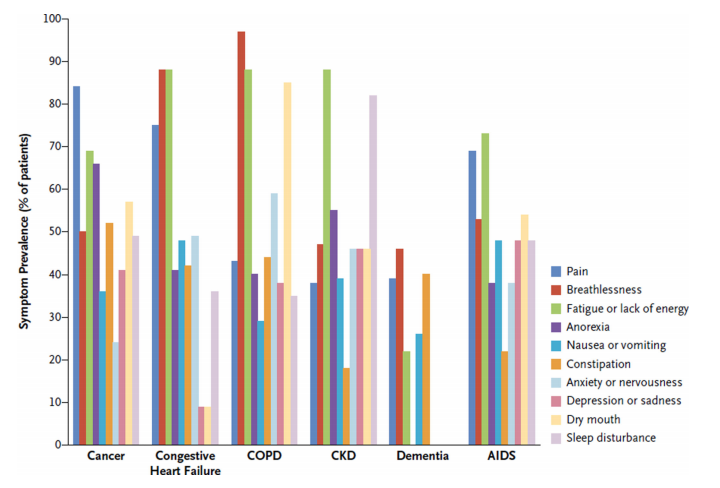 100
90
80
70
60
50
40
30
20
10
0
Symptom Prevalence (% of patients)
Cancer
Congestive
Heart Failure
COPD
CKD
Dementia
AIDS
Pain
Breathlessness
Fatigue or lack of energy
Anorexia
Nausea or vomiting
Constipation
Anxiety or nervousness
Depression or sadness
Dry mouth
Sleep disturbance